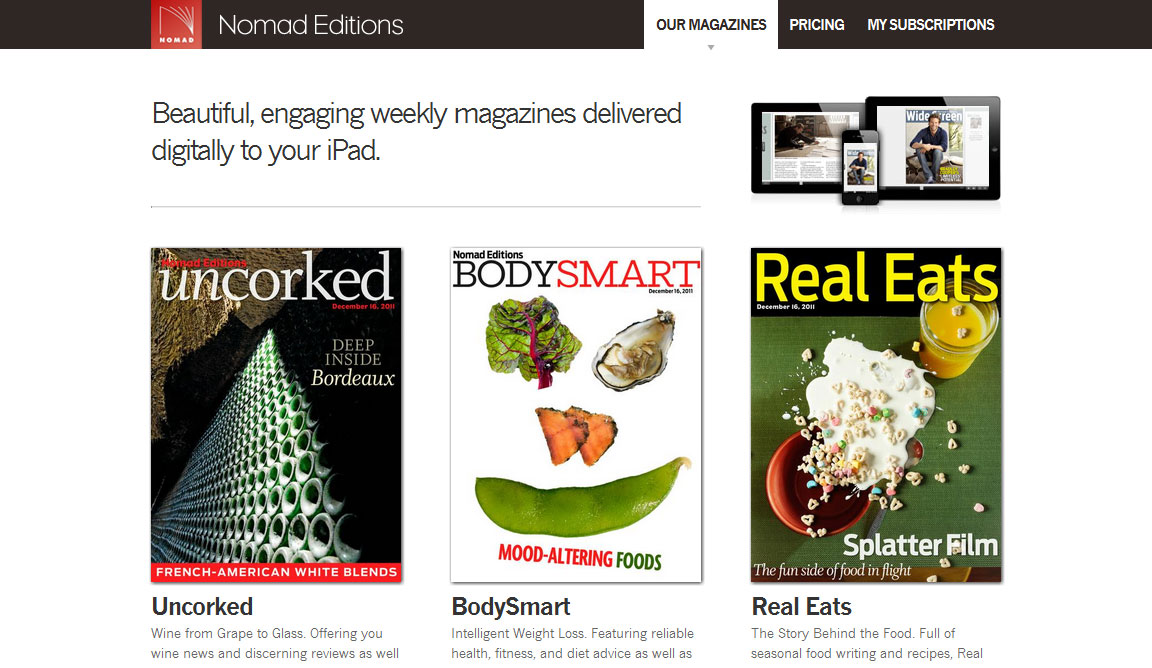 NOMAD
Nomad Editions
OUR MAGAZINES
PRICING
MY SUBSCRIPTIONS
Beautiful, engaging weekly magazines delivered
digitally to your iPad.
Widescreen
Nomad Editions
uncorked
December 16, 2011
DEEP
INSIDE
Bordeaux
FRENCH-AMERICAN WHITE BLENDS
Nomad Editions
BODYSMART
December 16, 2011
MOOD-ALTERING FOODS
Real Eats
December 16, 2011
Splatter Film
The fun side of food in flight
Uncorked
Wine from Grape to Glass. Offering you
wine news and discerning reviews as well
BodySmart
Intelligent Weight Loss. Featuring reliable
health, fitness, and diet advice as well as
Real Eats
The Story Behind the Food. Full of
seasonal food writing and recipes, Real